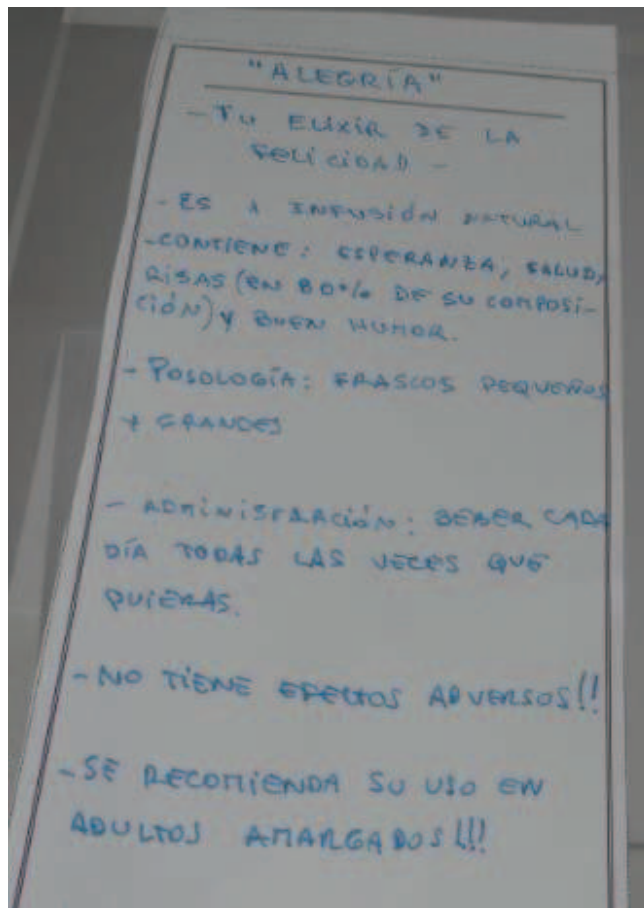 "ALEGRÍA"
- TU ELIXIR DE LA
FELICIDAD -
- ES 1 INFUSIÓN NATURAL
- CONTIENE: ESPERANZA, SALUD,
RISAS (EN 80% DE SU COMPOSI-
CIÓN) Y BUEN HUMOR.
- POSOLOGÍA: FRASCOS PEQUEÑOS
Y GRANDES
- ADMINISTRACIÓN: BEBER CADA
DÍA TODAS LAS VECES QUE
QUIERAS.
- NO TIENE EFECTOS ADVERSOS!!
- SE RECOMIENDA SU USO EN
ADULTOS AMARGADOS!!!